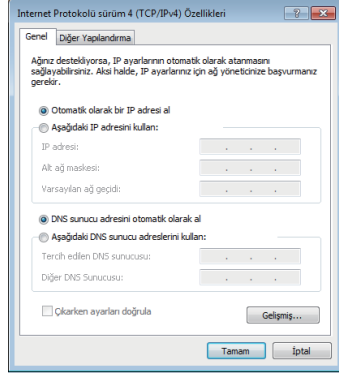 Internet Protokolü sürüm 4 (TCP/IPv4) Özellikleri
Genel Diğer Yapılandırma
Ağınız destekliyorsa, IP ayarlarının otomatik olarak atanmasını
sağlayabilirsiniz. Aksi halde, IP ayarlarınız için ağ yöneticinize başvurmanız
gerekir.
Otomatik olarak bir IP adresi al
Aşağıdaki IP adresini kullan:
IP adresi:
Alt ağ maskesi:
Varsayılan ağ geçidi:
DNS sunucu adresini otomatik olarak al
Aşağıdaki DNS sunucu adreslerini kullan:
Tercih edilen DNS sunucusu:
Diğer DNS Sunucusu:
Çıkarken ayarları doğrula
Gelişmiş...
Tamam İptal